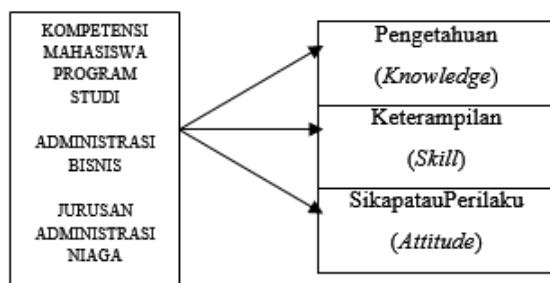 KOMPETENSI
MAHASISWA
PROGRAM
STUDI
ADMINISTRASI
BISNIS
JURUSAN
ADMINISTRASI
NIAGA
Pengetahuan
(Knowledge)
Keterampilan
(Skill)
SikapatauPerilaku
(Attitude)